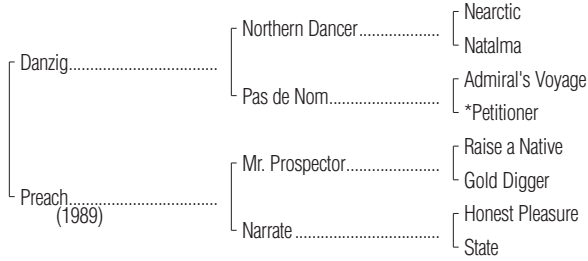 Nearctic
Northern Dancer....................
Natalma
Danzig.....................................
Admiral's Voyage
Pas de Nom...........................
*Petitioner
Raise a Native
Mr. Prospector.......................
Gold Digger
Preach.....................................
(1989)
Honest Pleasure
Narrate....................................
State